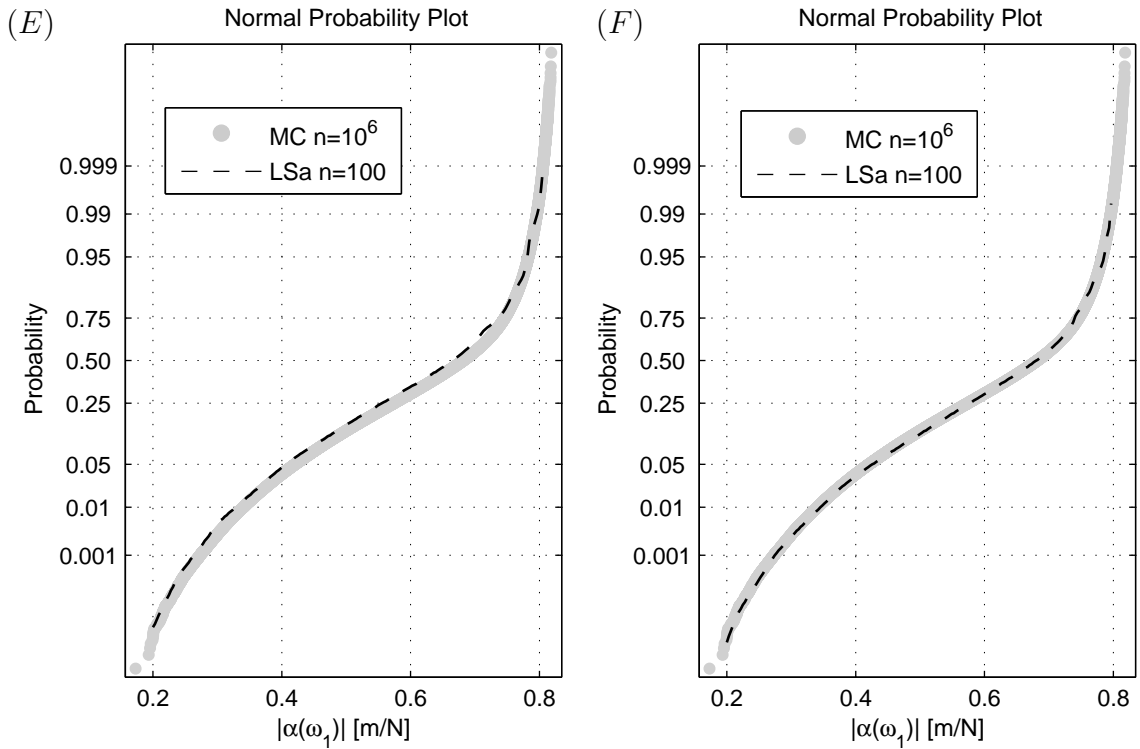 (E)
Normal Probability Plot
MC n=10^6
LSa n=100
0.999
0.99
0.95
0.75
0.50
0.25
0.05
0.01
0.001
Probability
0.2 0.4 0.6 0.8
|α(ω_1)| [m/N]
(F)
Normal Probability Plot
MC n=10^6
LSa n=100
0.999
0.99
0.95
0.75
0.50
0.25
0.05
0.01
0.001
Probability
0.2 0.4 0.6 0.8
|α(ω_1)| [m/N]